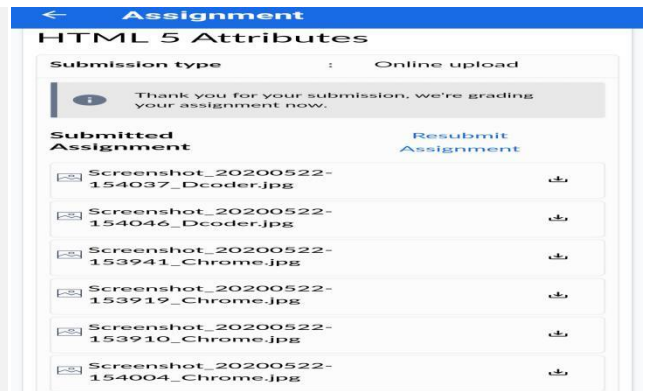 ← Assignment
HTML 5 Attributes
Submission type : Online upload
Thank you for your submission, we're grading
your assignment now.
Submitted
Assignment
Resubmit
Assignment
Screenshot_20200522-
154037_Dcoder.jpg
Screenshot_20200522-
154046_Dcoder.jpg
Screenshot_20200522-
153941_Chrome.jpg
Screenshot_20200522-
153919_Chrome.jpg
Screenshot_20200522-
153910_Chrome.jpg
Screenshot_20200522-
154004_Chrome.jpg